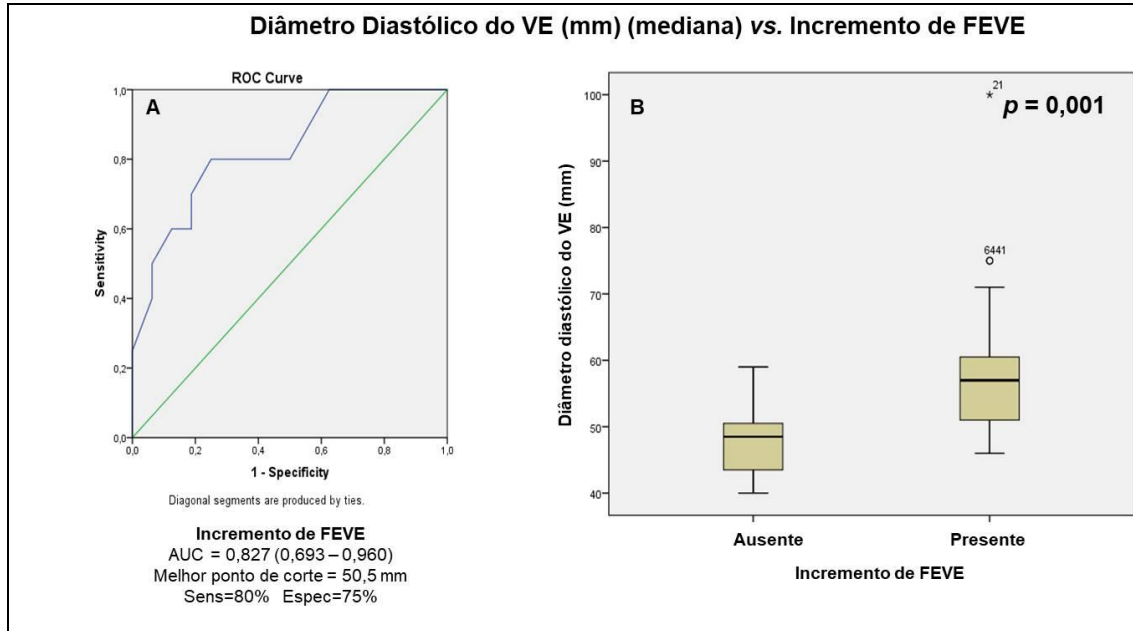 Diâmetro Diastólico do VE (mm) (mediana) vs. Incremento de FEVE
ROC Curve
A
1,0
0,8
0,6
0,4
0,2
0,0
Sensitivity
0,0 0,2 0,4 0,6 0,8 1,0
1 - Specificity
Diagonal segments are produced by ties.
Incremento de FEVE
AUC = 0,827 (0,693 – 0,960)
Melhor ponto de corte = 50,5 mm
Sens=80% Espec=75%
B
21
*
p = 0,001
6441
100
90
80
70
60
50
40
Diâmetro diastólico do VE (mm)
Ausente Presente
Incremento de FEVE